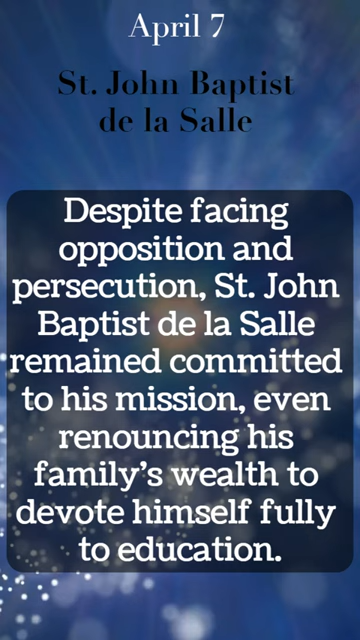 April 7
St. John Baptist
de la Salle
Despite facing
opposition and
persecution, St. John
Baptist de la Salle
remained committed
to his mission, even
renouncing his
family's wealth to
devote himself fully
to education.